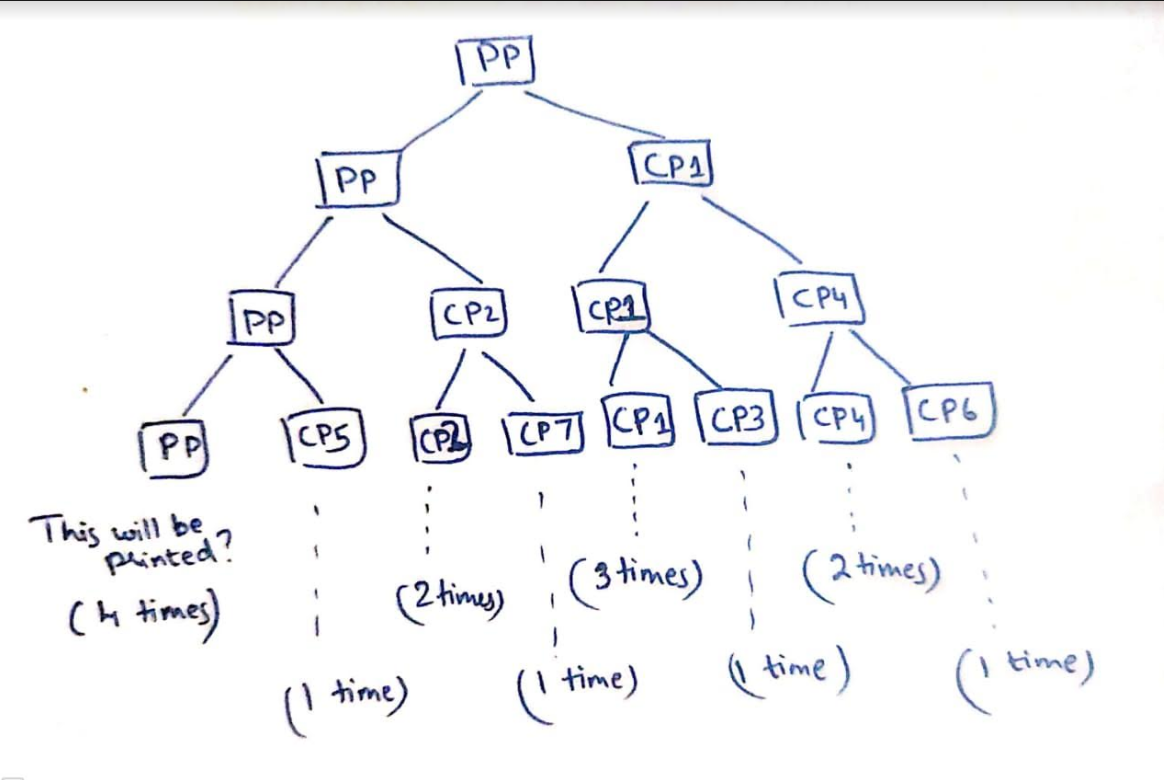 PP
PP
CP1
PP
CP2
CP1
CP4
PP
CP5
CP2
CP7
CP1
CP3
CP4
CP6
This will be
printed?
(4 times)
(1 time)
(2 times)
(1 time)
(3 times)
(1 time)
(2 times)
(1 time)